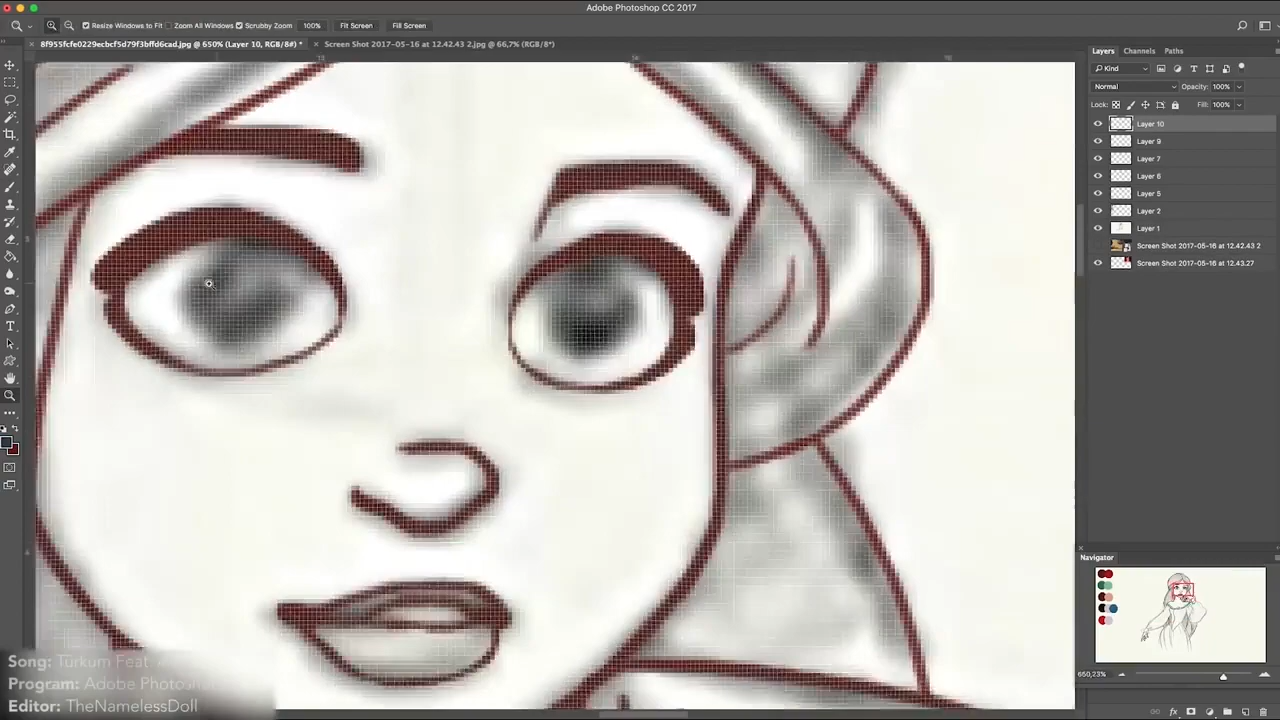 Adobe Photoshop CC 2017
Resize Windows to Fit Zoom All Windows Scrubby Zoom 100% Fit Screen Fill Screen
8f955fcfe0229ecbcf5d79f3bffd6cad.jpg @ 650% (Layer 10, RGB/8#) * Screen Shot 2017-05-16 at 12.42.43 2.jpg @ 66,7% (RGB/8*)
Layers Channels Paths
Kind
Normal Opacity: 100%
Lock: Fill: 100%
Layer 10
Layer 9
Layer 7
Layer 6
Layer 5
Layer 2
Layer 1
Screen Shot 2017-05-16 at 12.42.43 2
Screen Shot 2017-05-16 at 12.43.27
Navigator
650,23%
Song: Türküm Feat.
Program: Adobe Photosh
Editor: TheNamelessDoll